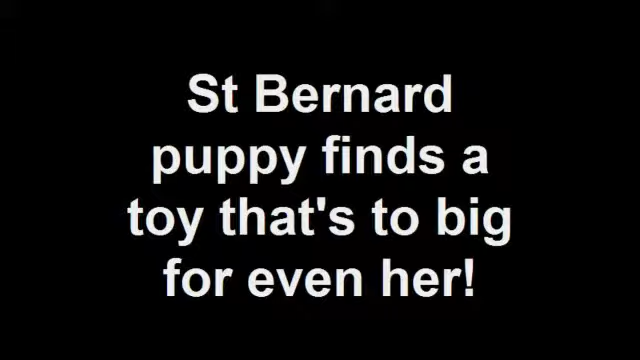 St Bernard
puppy finds a
toy that's to big
for even her!